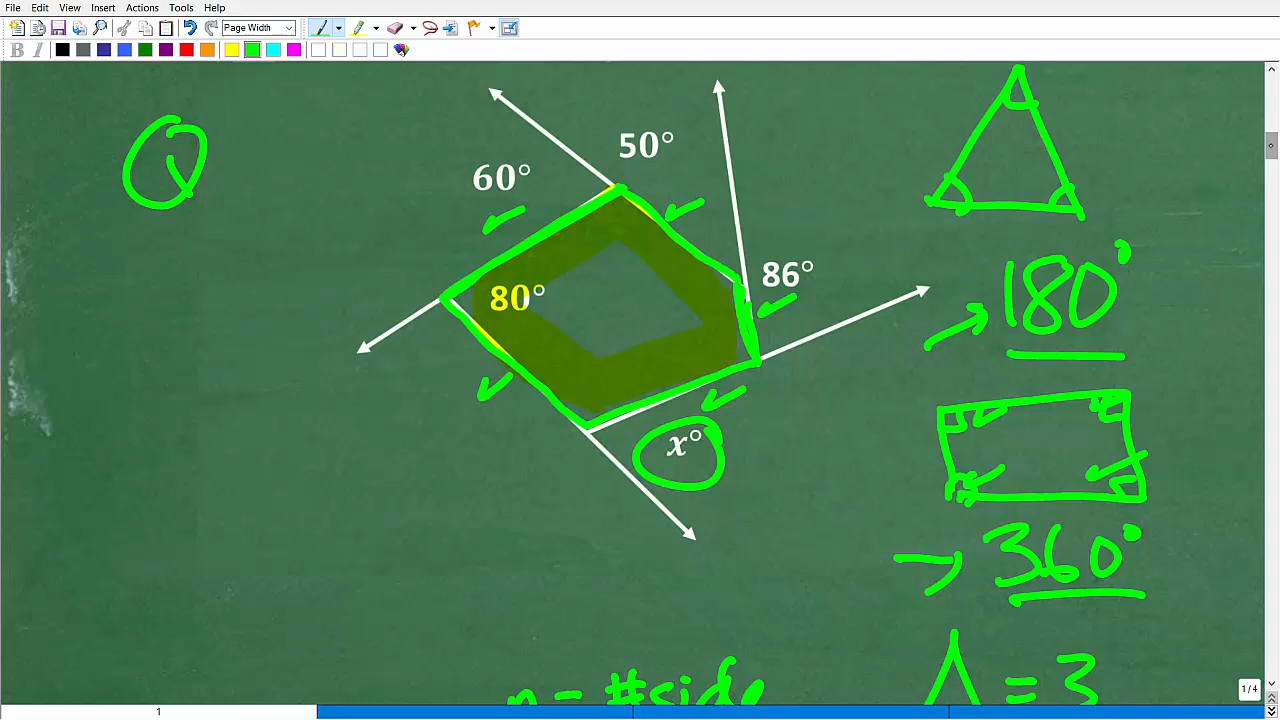 File Edit View Insert Actions Tools Help
Page Width
B I
Q
50°
60°
86°
80°
x°
180°
360°
n = #side
= 3
1/4
1